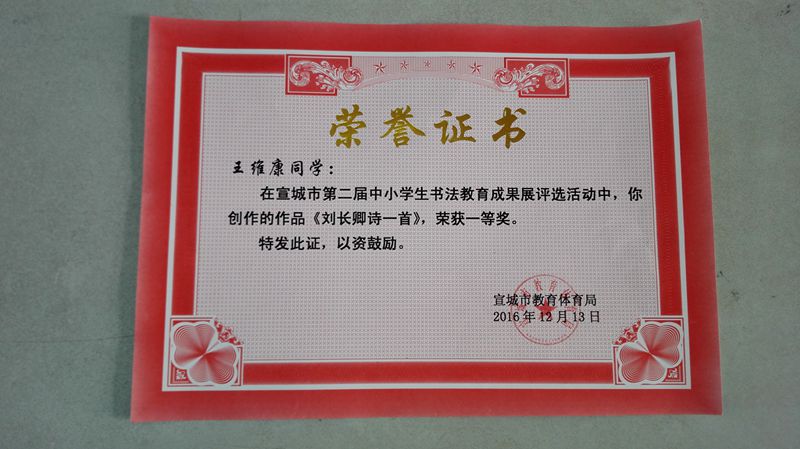 荣誉证书
王维康同学：
在宣城市第二届中小学生书法教育成果展评选活动中，你
创作的作品《刘长卿诗一首》，荣获一等奖。
特发此证，以资鼓励。
宣城市教育体育局
2016年12月13日